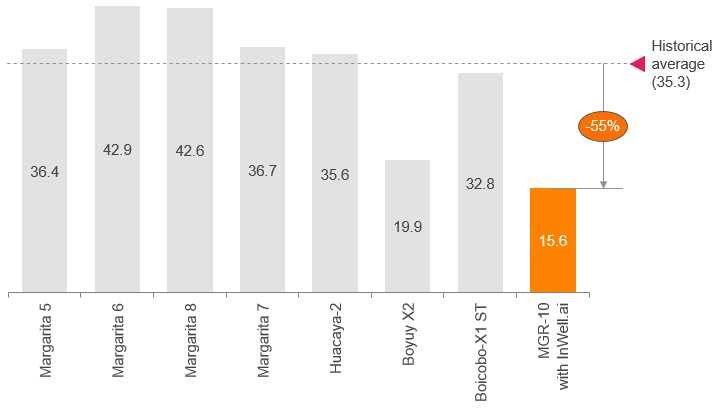 Historical
average
(35.3)
-55%
36.4
42.9
42.6
36.7
35.6
19.9
32.8
15.6
Margarita 5
Margarita 6
Margarita 8
Margarita 7
Huacaya-2
Boyuy X2
Boicobo-X1 ST
MGR-10
with InWell.ai